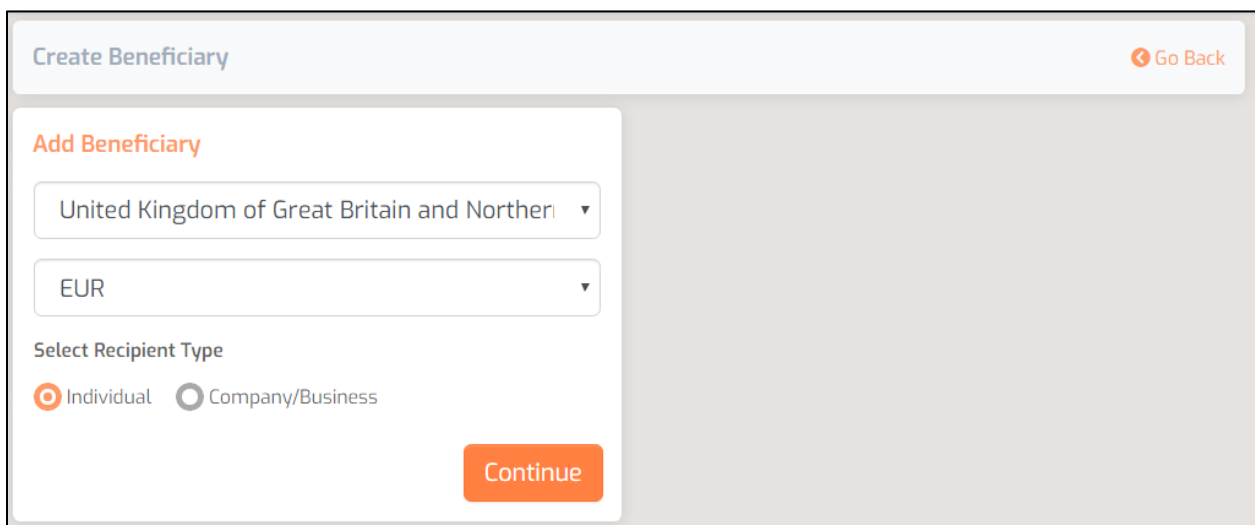 Create Beneficiary
Go Back
Add Beneficiary
United Kingdom of Great Britain and Norther
EUR
Select Recipient Type
Individual Company/Business
Continue